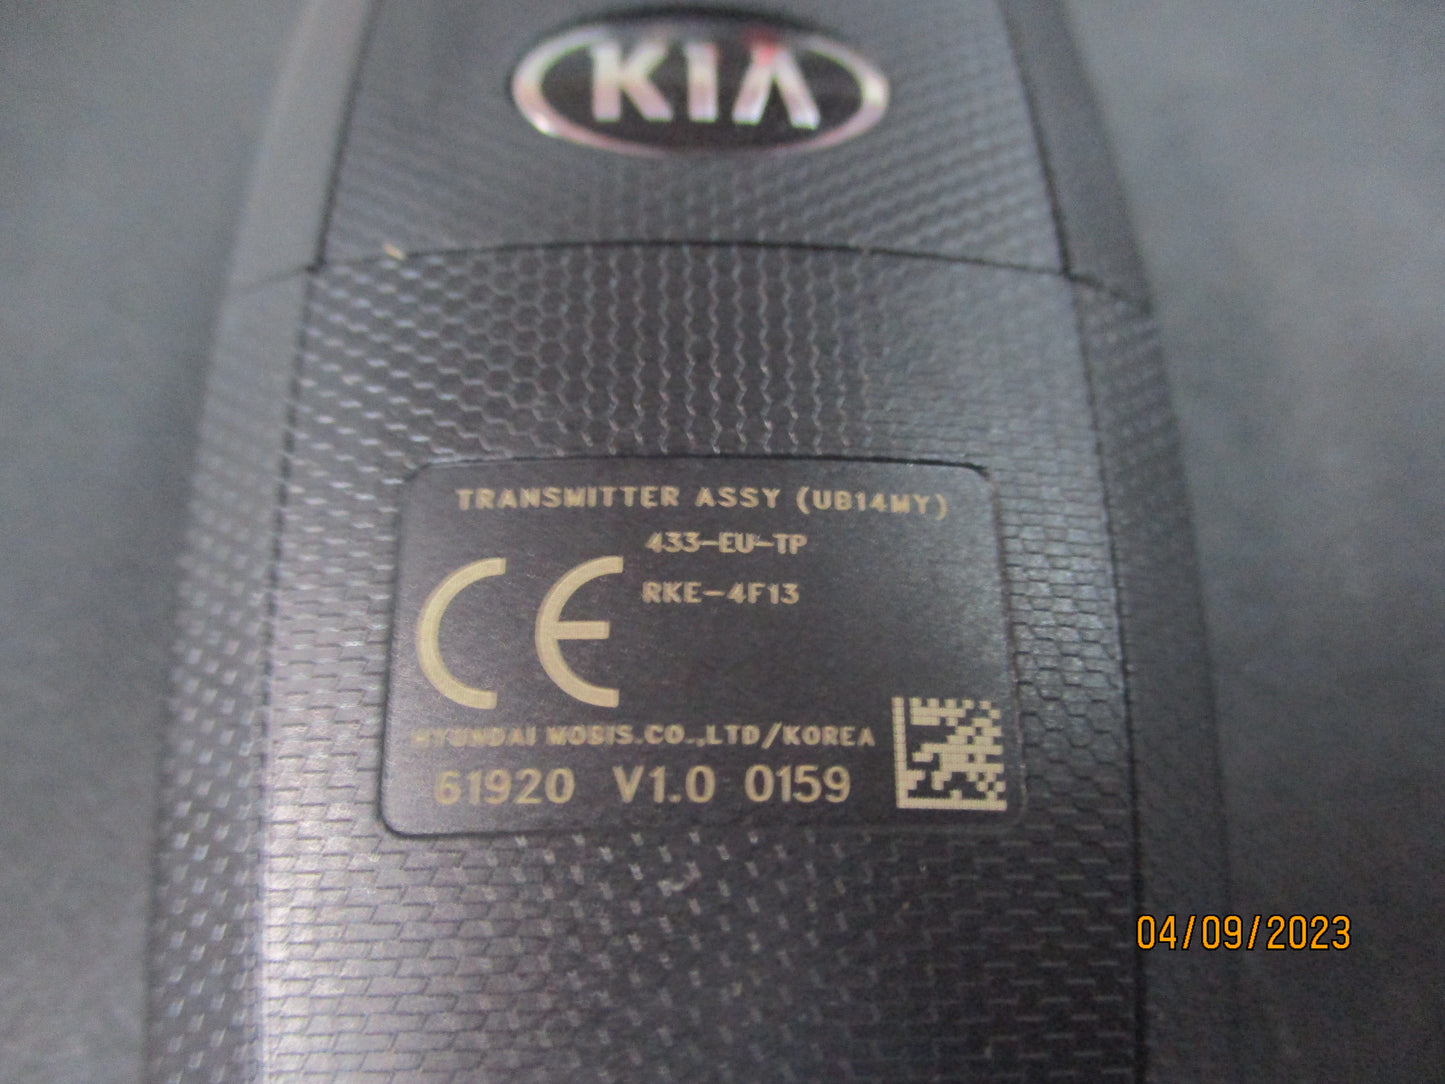 KIA
TRANSMITTER ASSY (UB14MY)
433-EU-TP
RKE-4F13
CE
HYUNDAI MOBIS.CO.,LTD/KOREA
61920 V1.0 0159
04/09/2023